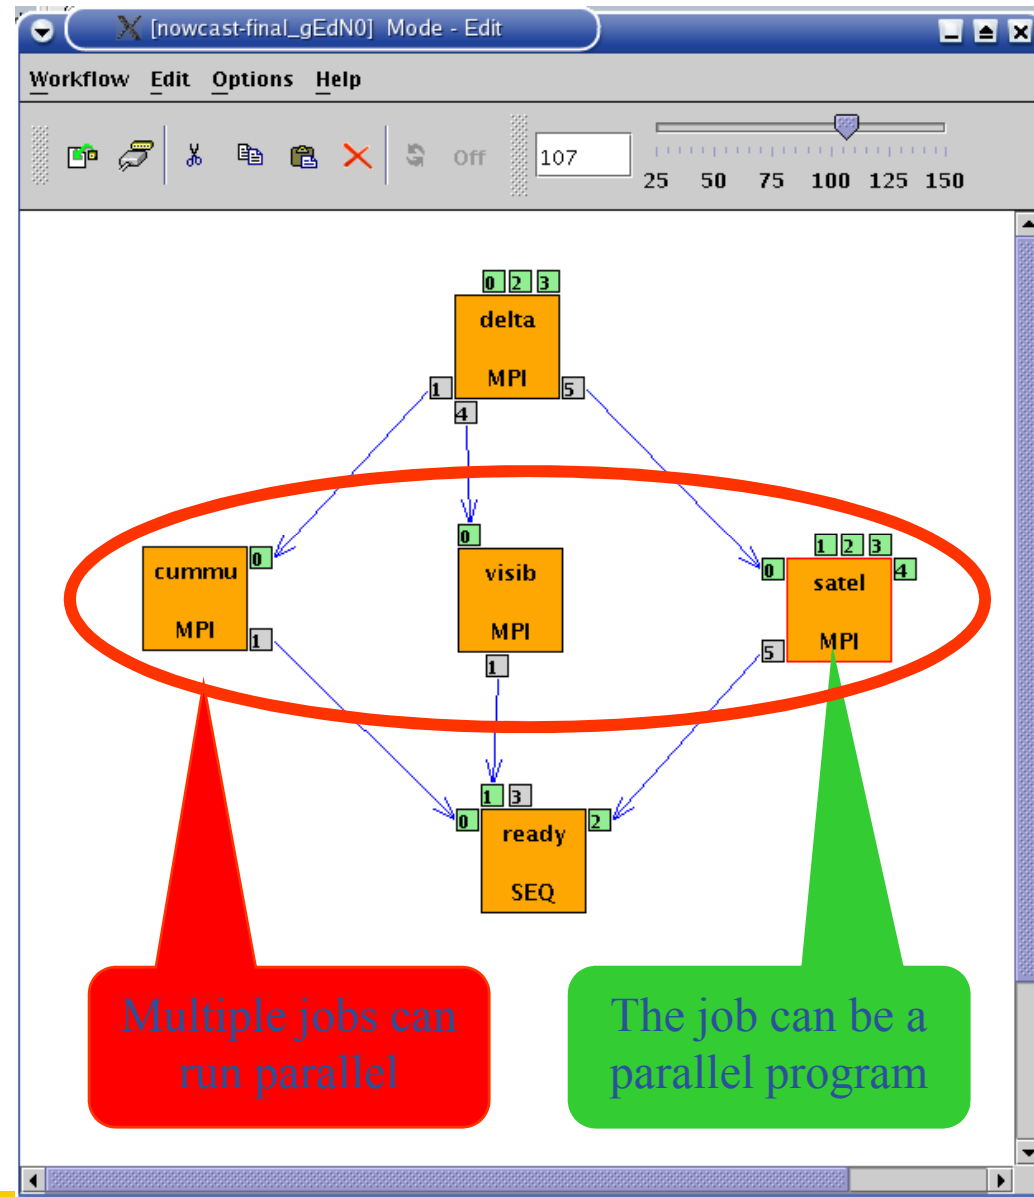 [nowcast-final_gEdN0] Mode - Edit
Workflow Edit Options Help
Off
107
25 50 75 100 125 150
0 2 3
delta
MPI
1
5
4
0
0
1 2 3
cummu
visib
0
4
satel
MPI
MPI
MPI
1
5
1
1 3
0
2
ready
SEQ
Multiple jobs can
run parallel
The job can be a
parallel program